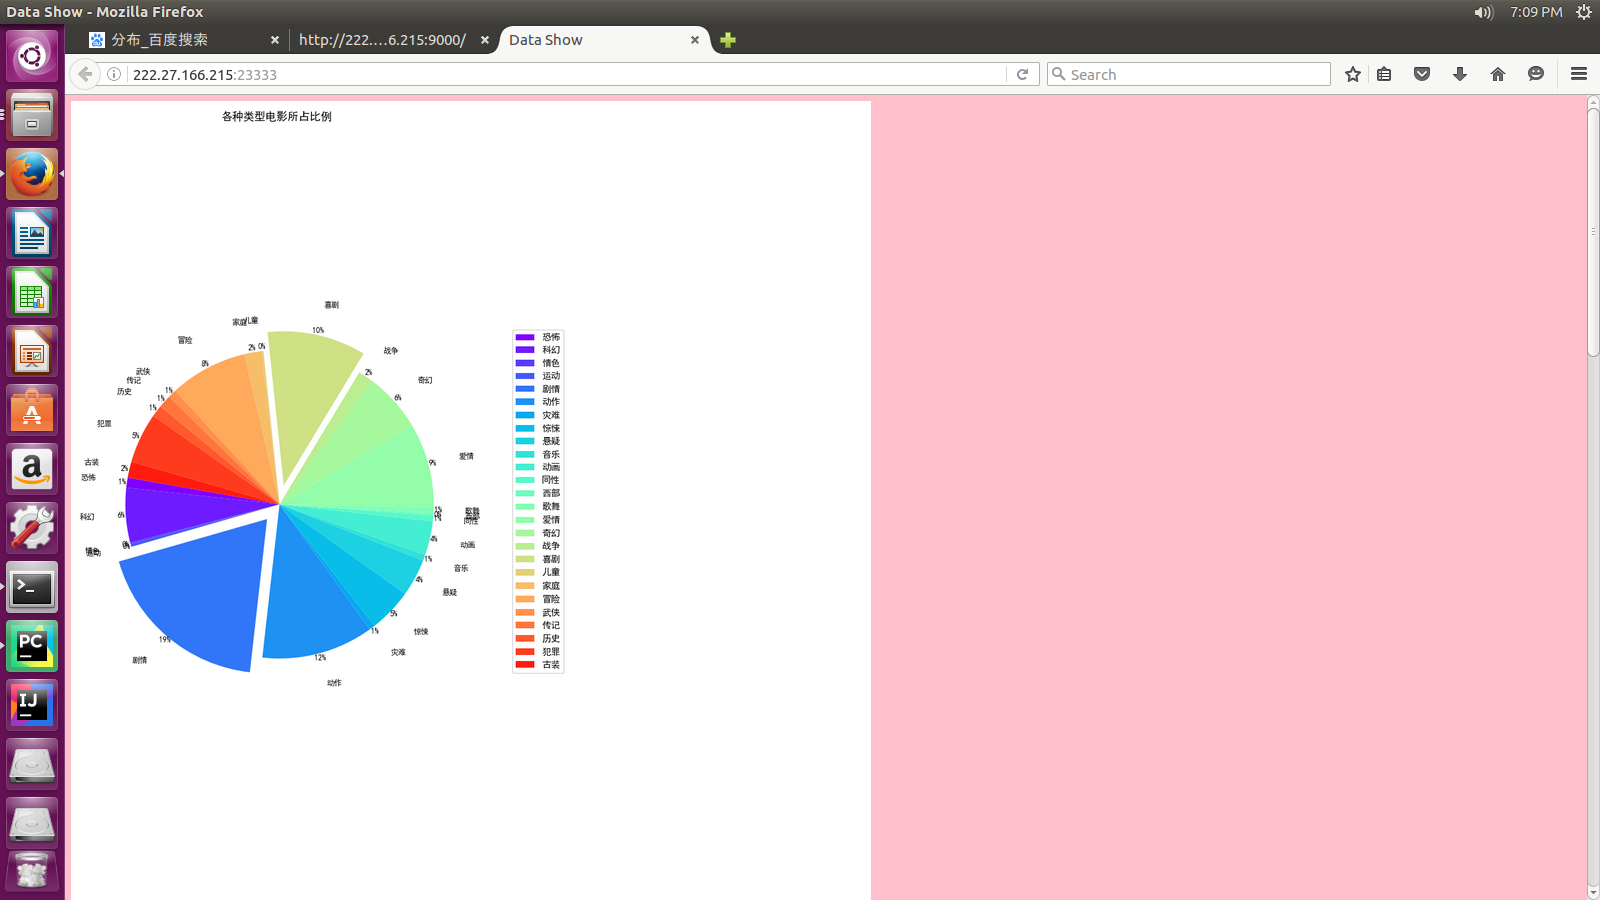 Data Show - Mozilla Firefox
7:09 PM
分布_百度搜索
http://222....6.215:9000/
Data Show
222.27.166.215:23333
Search
各种类型电影所占比例
喜剧
家庭
儿童
10%
冒险
2%
0%
战争
8%
2%
奇幻
武侠
传记
1%
历史
1%
6%
1%
犯罪
5%
爱情
古装
2%
9%
恐怖
1%
科幻
6%
1%
歌舞
同性
1%
4%
动画
情色
运动
0%
1%
音乐
4%
悬疑
5%
惊悚
1%
灾难
19%
剧情
12%
动作
恐怖
科幻
情色
运动
剧情
动作
灾难
惊悚
悬疑
音乐
动画
同性
西部
歌舞
爱情
奇幻
战争
喜剧
儿童
家庭
冒险
武侠
传记
历史
犯罪
古装